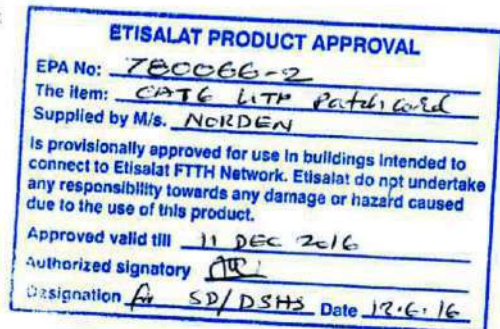 ETISALAT PRODUCT APPROVAL
EPA No: 780066-2
The item: CAT6 UTP Patch cord
Supplied by M/s. NORDEN
is provisionally approved for use in buildings intended to
connect to Etisalat FTTH Network. Etisalat do not undertake
any responsibility towards any damage or hazard caused
due to the use of this product.
Approved valid till 11 DEC 2016
Authorized signatory
Designation for SD/DSHS Date 12.6.16